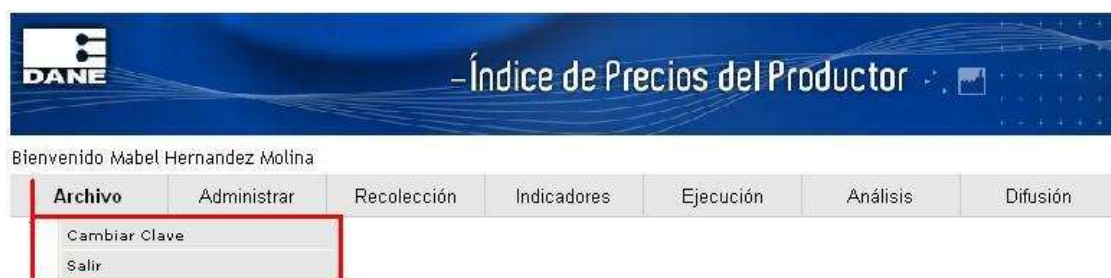 DANE
–Índice de Precios del Productor
Bienvenido Mabel Hernandez Molina
Archivo Administrar Recolección Indicadores Ejecución Análisis Difusión
Cambiar Clave
Salir